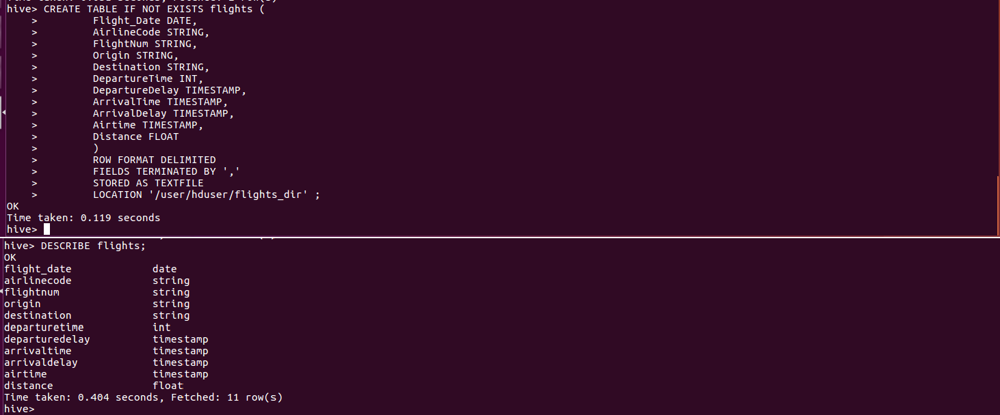 hive> CREATE TABLE IF NOT EXISTS flights (
    >         Flight_Date DATE,
    >         AirlineCode STRING,
    >         FlightNum STRING,
    >         Origin STRING,
    >         Destination STRING,
    >         DepartureTime INT,
    >         DepartureDelay TIMESTAMP,
    >         ArrivalTime TIMESTAMP,
    >         ArrivalDelay TIMESTAMP,
    >         Airtime TIMESTAMP,
    >         Distance FLOAT
    >         )
    >         ROW FORMAT DELIMITED
    >         FIELDS TERMINATED BY ','
    >         STORED AS TEXTFILE
    >         LOCATION '/user/hduser/flights_dir' ;
OK
Time taken: 0.119 seconds
hive>
hive> DESCRIBE flights;
OK
flight_date             date
airlinecode             string
flightnum               string
origin                  string
destination             string
departuretime           int
departuredelay          timestamp
arrivaltime             timestamp
arrivaldelay            timestamp
airtime                 timestamp
distance                float
Time taken: 0.404 seconds, Fetched: 11 row(s)
hive>